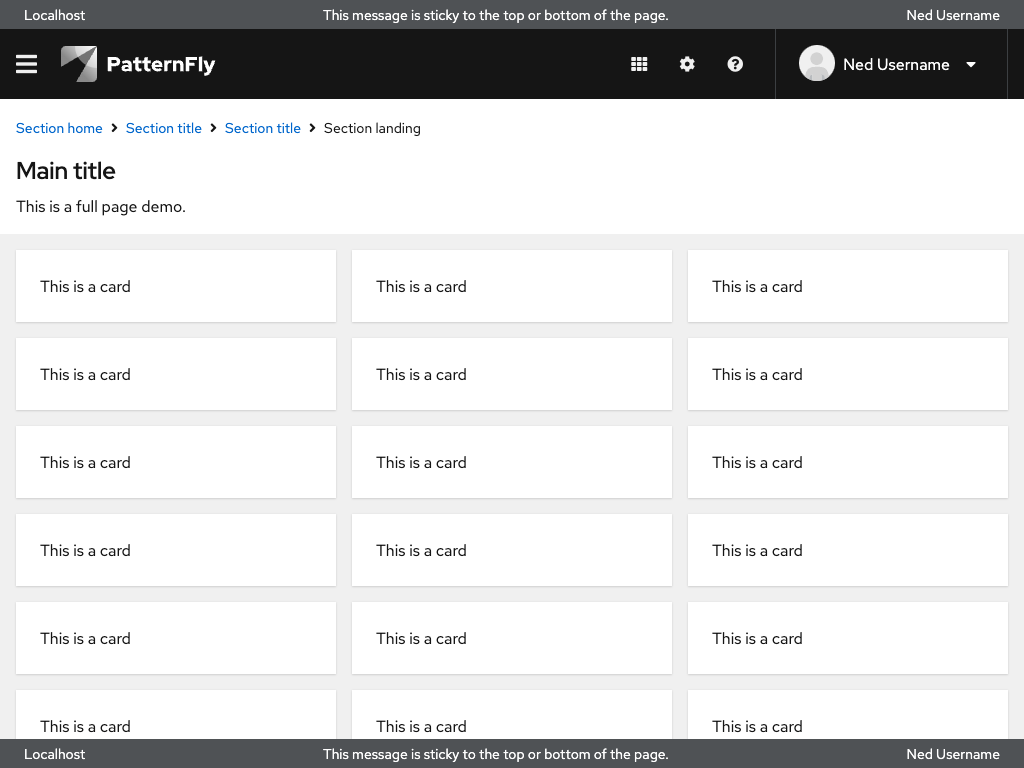 Localhost This message is sticky to the top or bottom of the page. Ned Username
PatternFly Ned Username
Section home Section title Section title Section landing
Main title
This is a full page demo.
This is a card This is a card This is a card
This is a card This is a card This is a card
This is a card This is a card This is a card
This is a card This is a card This is a card
This is a card This is a card This is a card
This is a card This is a card This is a card
Localhost This message is sticky to the top or bottom of the page. Ned Username